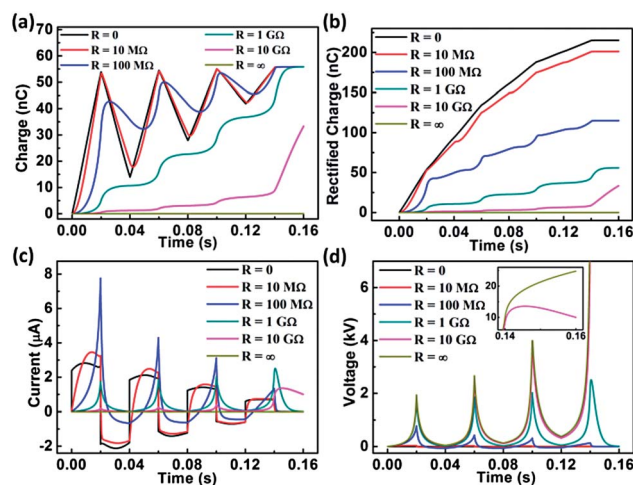 (a)
R = 0
R = 1 GΩ
R = 10 MΩ
R = 10 GΩ
R = 100 MΩ
R = ∞
60
50
40
30
20
10
0
Charge (nC)
0.00 0.04 0.08 0.12 0.16
Time (s)
(b)
R = 0
R = 10 MΩ
R = 100 MΩ
R = 1 GΩ
R = 10 GΩ
R = ∞
200
150
100
50
0
Rectified Charge (nC)
0.00 0.04 0.08 0.12 0.16
Time (s)
(c)
R = 0
R = 10 MΩ
R = 100 MΩ
R = 1 GΩ
R = 10 GΩ
R = ∞
8
6
4
2
0
-2
Current (μA)
0.00 0.04 0.08 0.12 0.16
Time (s)
(d)
R = 0
R = 10 MΩ
R = 100 MΩ
R = 1 GΩ
R = 10 GΩ
R = ∞
20
10
0.14 0.16
6
4
2
0
Voltage (kV)
0.00 0.04 0.08 0.12 0.16
Time (s)